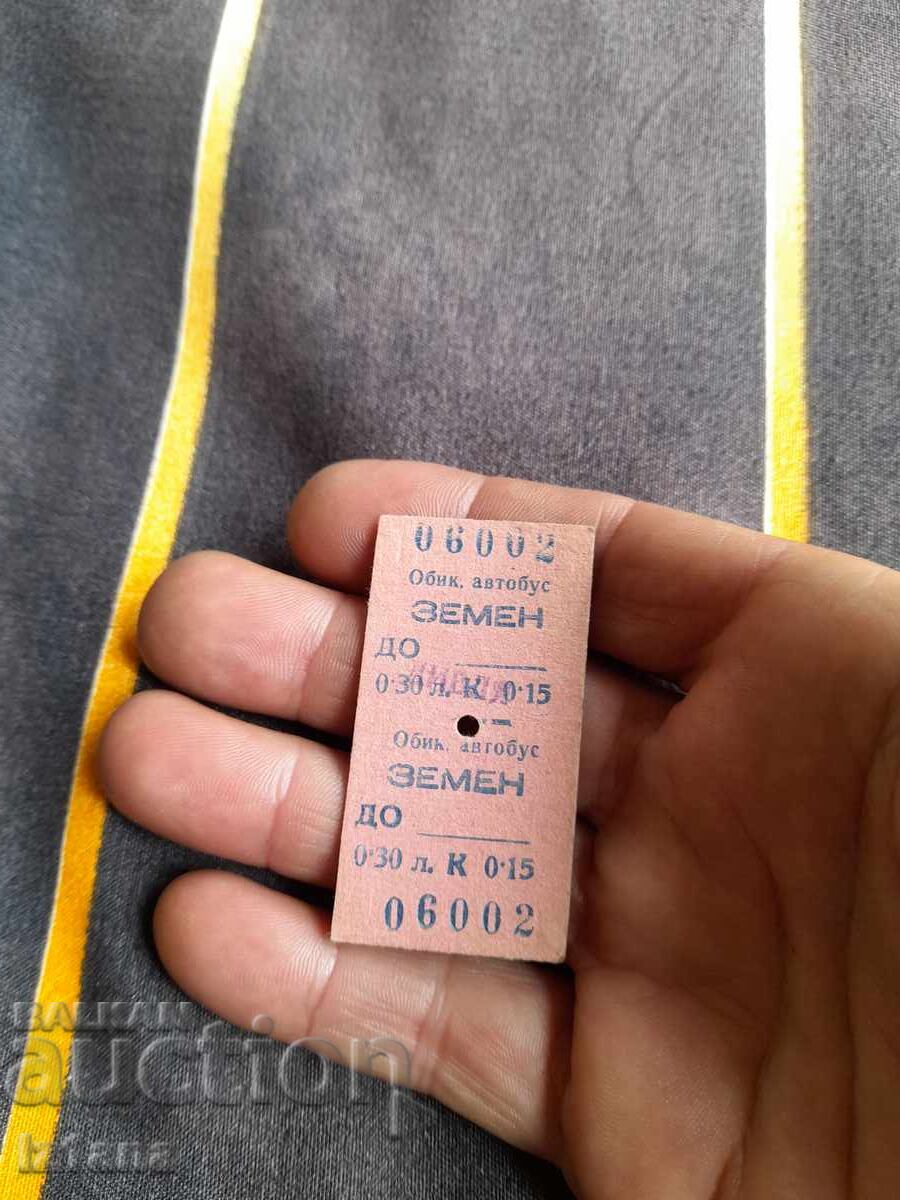 06002
Обик. автобус
ЗЕМЕН
ДО
0·30 л. К 0·15
Обик. автобус
ЗЕМЕН
ДО
0·30 л. К 0·15
06002
BALKAN
auction
izfana